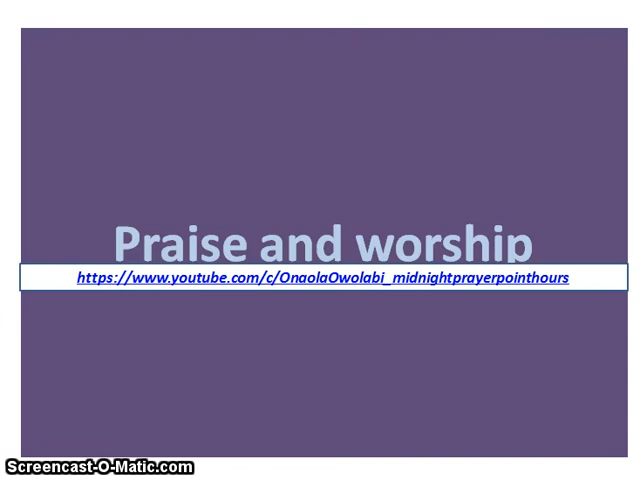 Praise and worship
https://www.youtube.com/c/OnaolaOwolabi_midnightprayerpointhours
Screencast-O-Matic.com